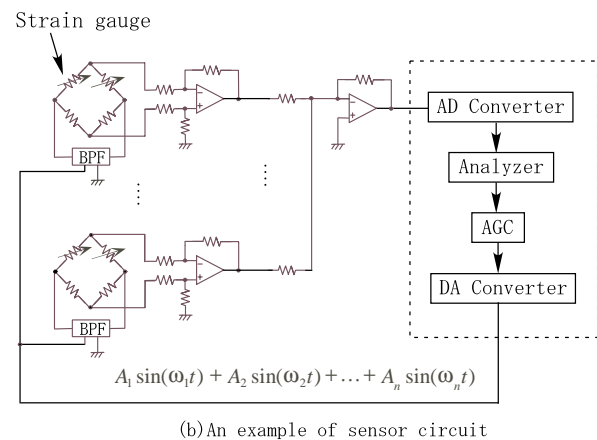 Strain gauge
BPF
BPF
AD Converter
Analyzer
AGC
DA Converter
A₁ sin(ω₁t) + A₂ sin(ω₂t) + ... + Aₙ sin(ωₙt)
(b)An example of sensor circuit